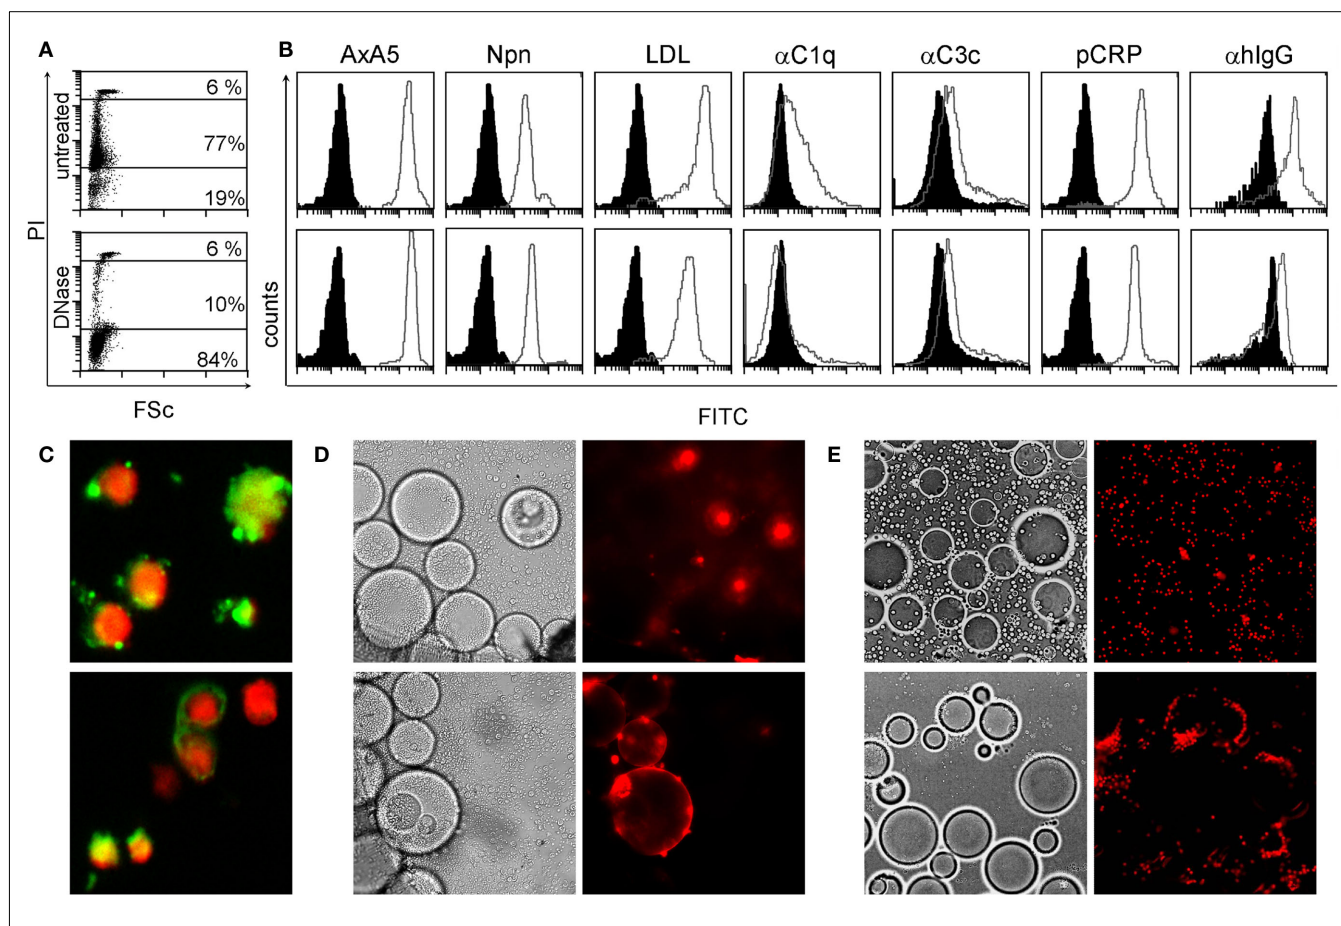 A
B
AxA5
Npn
LDL
αC1q
αC3c
pCRP
αhIgG
PI
untreated
6 %
77%
19%
DNase
6 %
10%
84%
counts
FSc
FITC
C
D
E